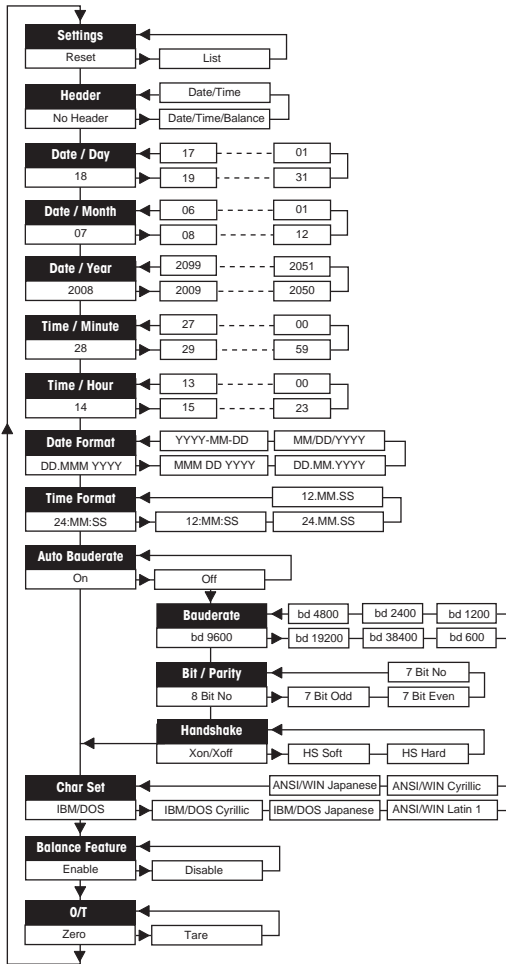 Settings
Reset List
Header Date/Time
No Header Date/Time/Balance
Date / Day 17 01
18 19 31
Date / Month 06 01
07 08 12
Date / Year 2099 2051
2008 2009 2050
Time / Minute 27 00
28 29 59
Time / Hour 13 00
14 15 23
Date Format YYYY-MM-DD MM/DD/YYYY
DD.MMM YYYY MMM DD YYYY DD.MM.YYYY
Time Format 12.MM.SS
24:MM:SS 12:MM:SS 24.MM.SS
Auto Bauderate
On Off
Bauderate bd 4800 bd 2400 bd 1200
bd 9600 bd 19200 bd 38400 bd 600
Bit / Parity 7 Bit No
8 Bit No 7 Bit Odd 7 Bit Even
Handshake
Xon/Xoff HS Soft HS Hard
Char Set ANSI/WIN Japanese ANSI/WIN Cyrillic
IBM/DOS IBM/DOS Cyrillic IBM/DOS Japanese ANSI/WIN Latin 1
Balance Feature
Enable Disable
O/T
Zero Tare